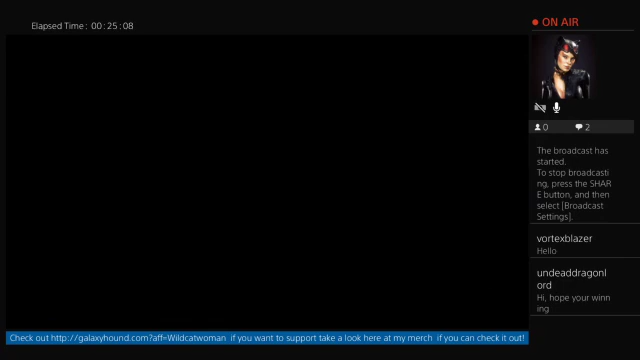 Elapsed Time : 00:25:08
ON AIR
0 2
The broadcast has
started.
To stop broadcasti
ng, press the SHAR
E button, and then
select [Broadcast
Settings].
vortexblazer
Hello
undeaddragonl
ord
Hi, hope your winn
ing
Check out http://galaxyhound.com?aff=Wildcatwoman if you want to support take a look here at my merch if you can check it out!